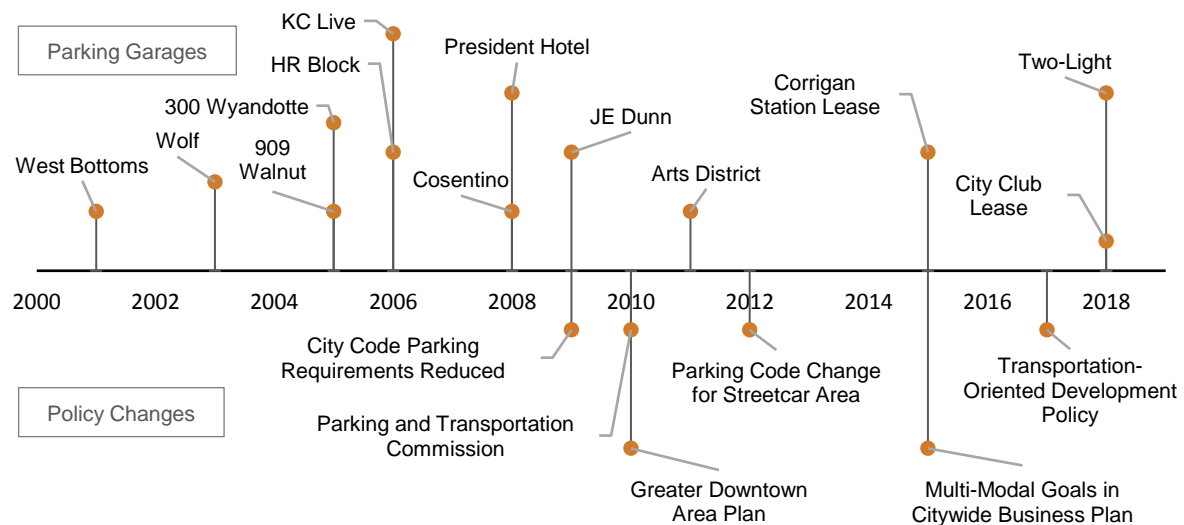 KC Live
Parking Garages
President Hotel
HR Block
Two-Light
Corrigan
Station Lease
300 Wyandotte
JE Dunn
Wolf
909
Walnut
West Bottoms
Cosentino
Arts District
City Club
Lease
2000
2002
2004
2006
2008
2010
2012
2014
2016
2018
City Code Parking
Requirements Reduced
Parking Code Change
for Streetcar Area
Transportation-
Oriented Development
Policy
Policy Changes
Parking and Transportation
Commission
Greater Downtown
Area Plan
Multi-Modal Goals in
Citywide Business Plan